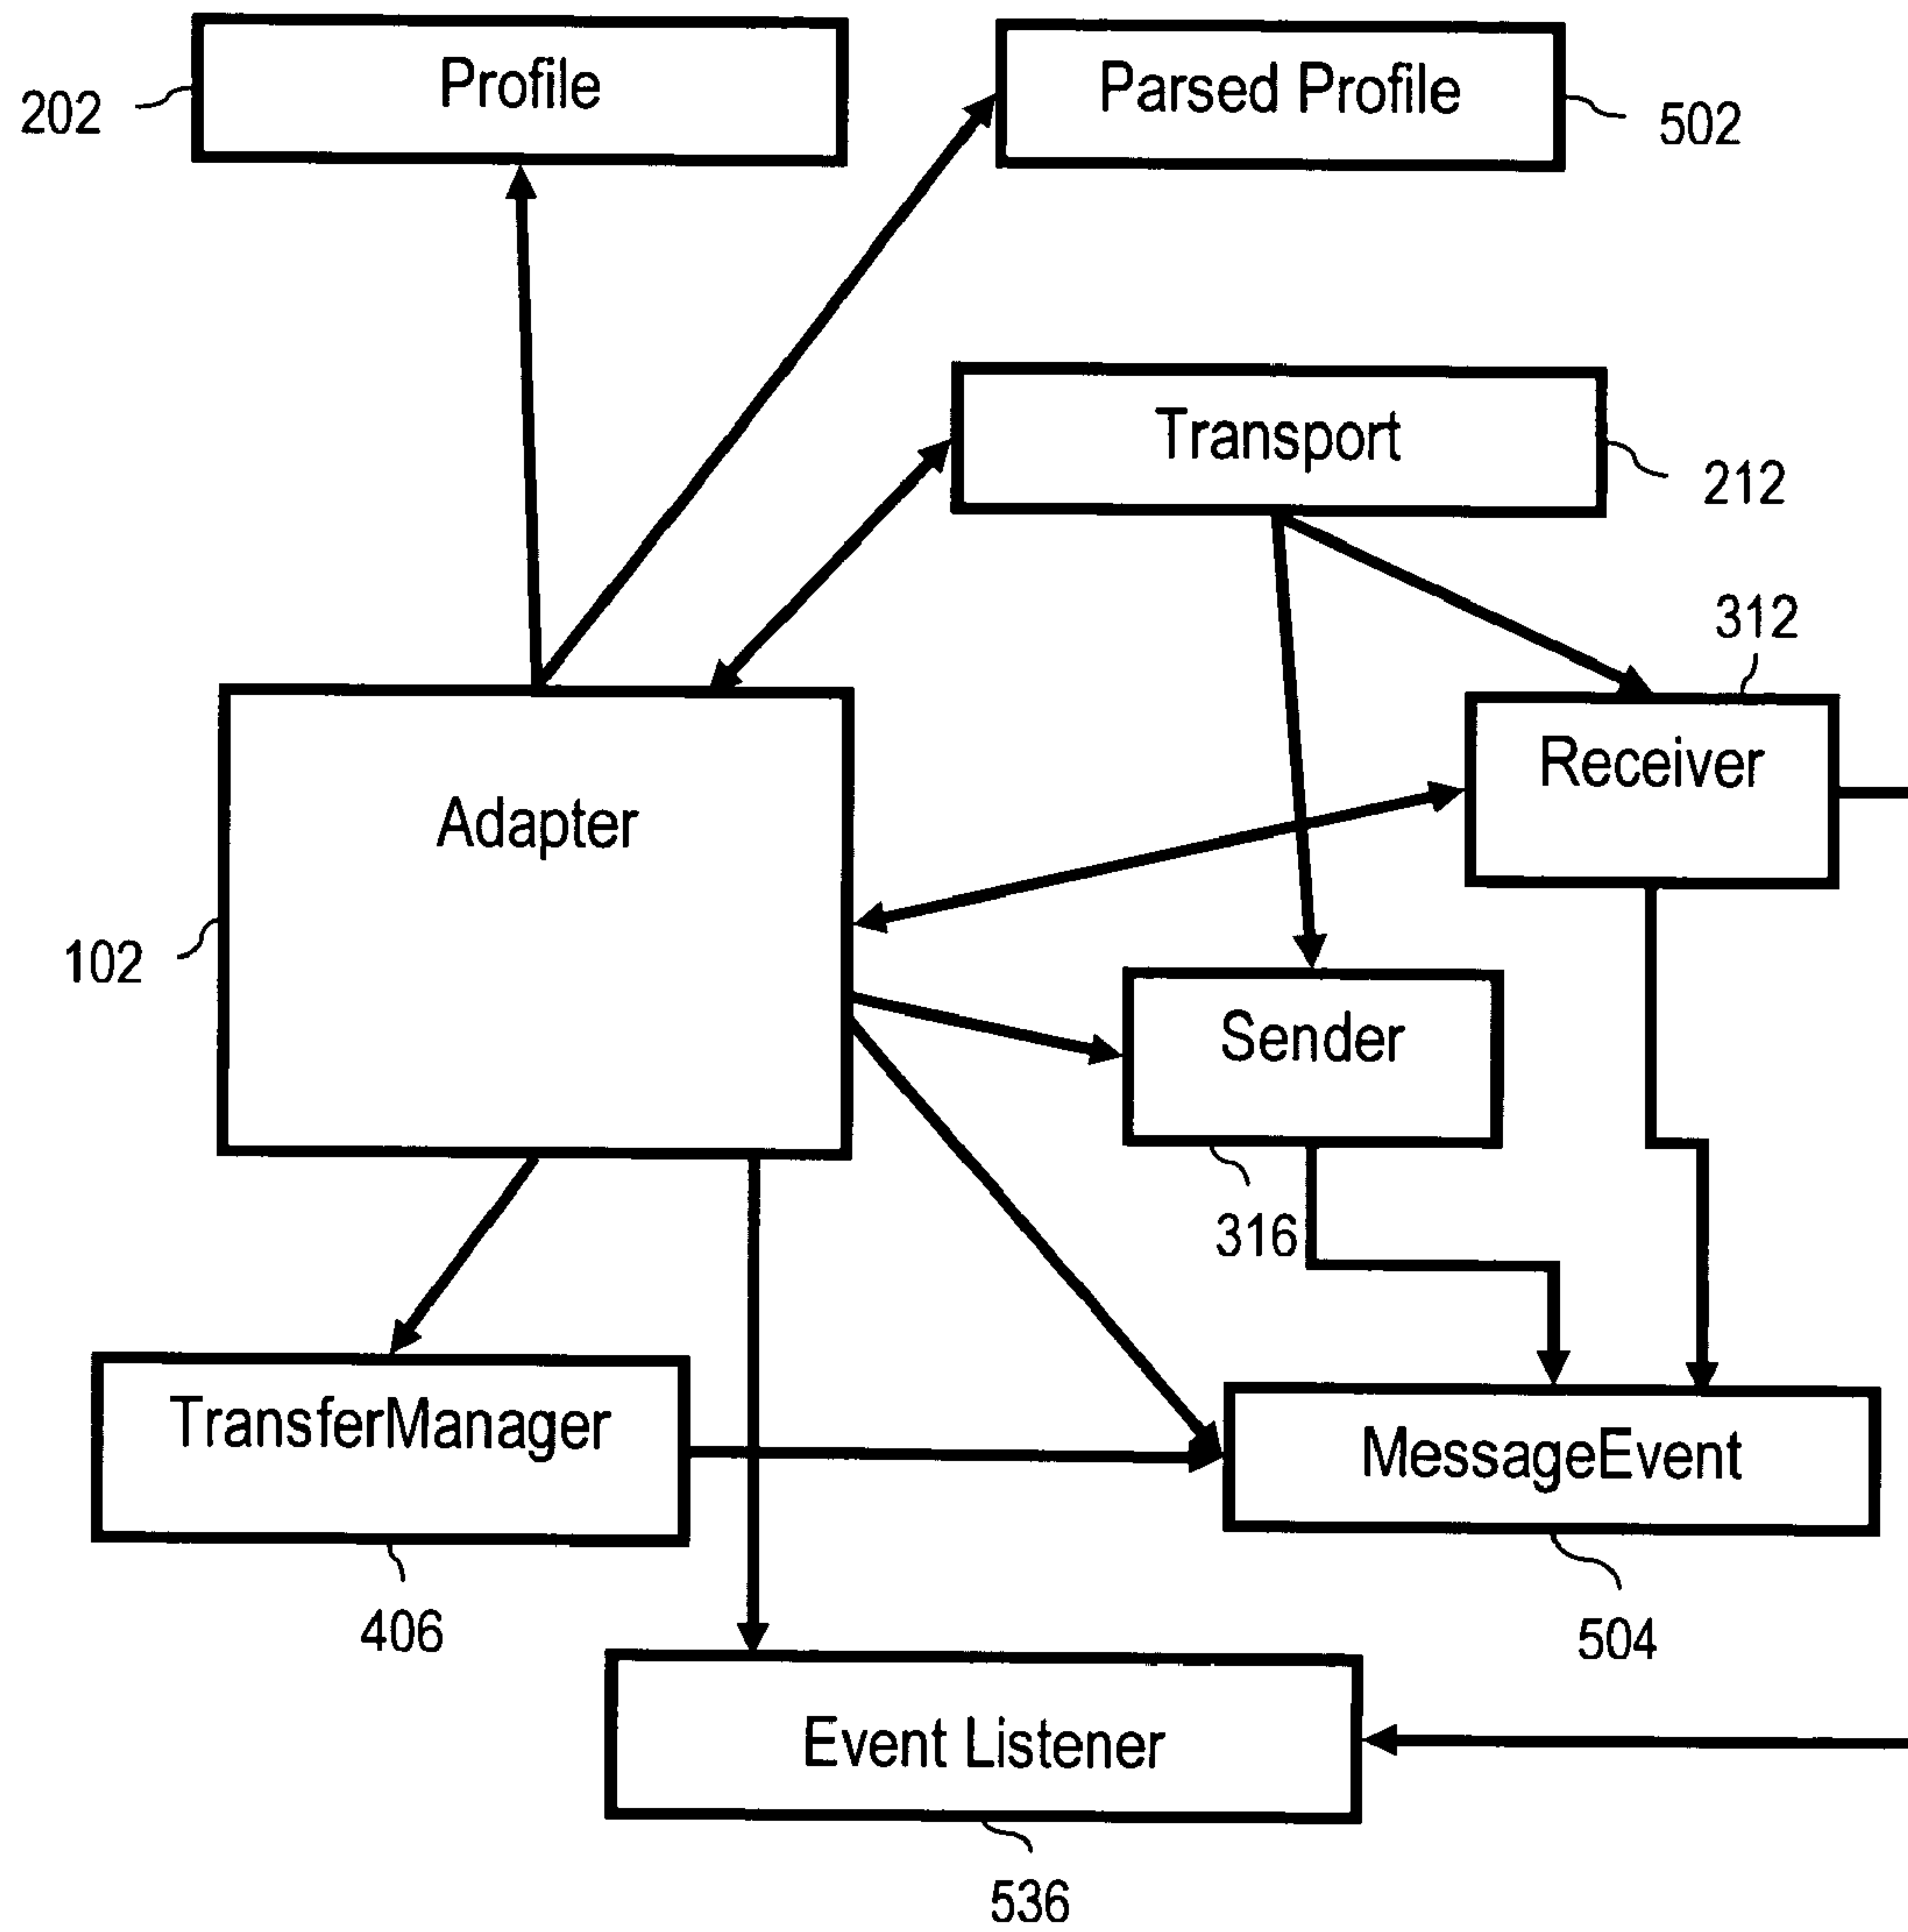 Profile
Parsed Profile
202
502
Transport
212
312
Receiver
Adapter
102
Sender
316
TransferManager
MessageEvent
406
504
Event Listener
536